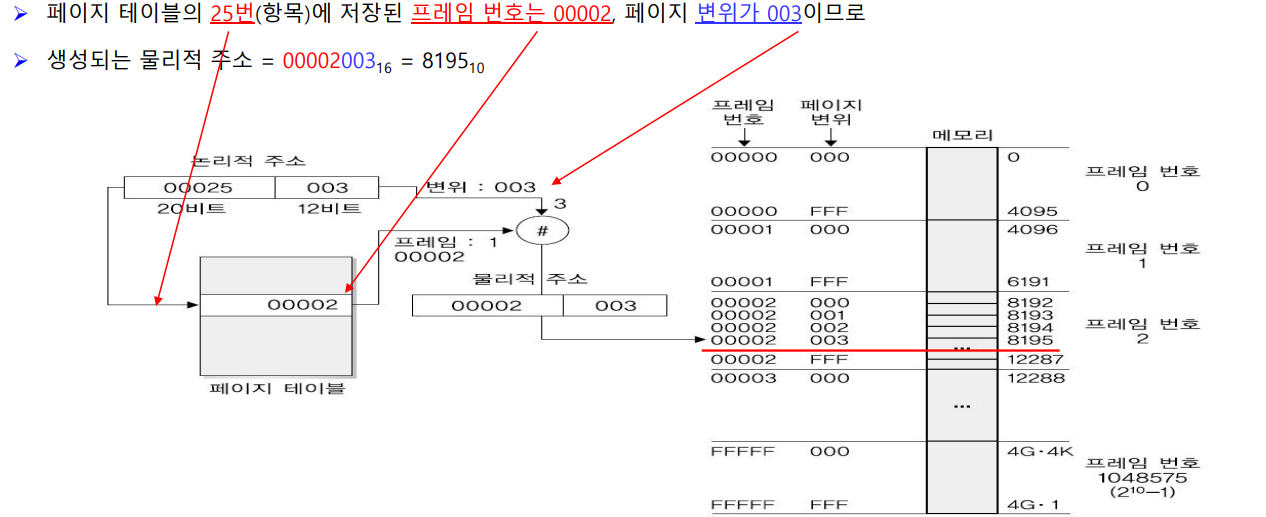 ➤ 페이지 테이블의 25번(항목)에 저장된 프레임 번호는 00002, 페이지 변위가 003이므로
➤ 생성되는 물리적 주소 = 00002003₁₆ = 8195₁₀
논리적 주소
00025 003
20비트 12비트
변위 : 003
3
#
프레임 : 1
00002
물리적 주소
00002 003
00002
페이지 테이블
프레임 번호
페이지 변위
메모리
00000 000 0
프레임 번호
0
00000 FFF 4095
00001 000 4096
프레임 번호
1
00001 FFF 6191
00002 000 8192
00002 001 8193
00002 002 8194
프레임 번호
2
00002 003 8195
...
00002 FFF 12287
00003 000 12288
...
FFFFF 000 4G·4K
프레임 번호
1048575
(2¹⁰−1)
FFFFF FFF 4G·1